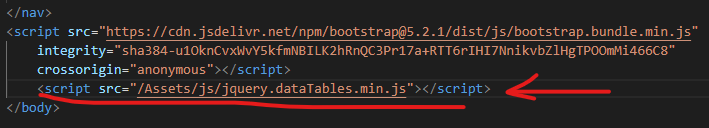 </nav>
<script src="https://cdn.jsdelivr.net/npm/bootstrap@5.2.1/dist/js/bootstrap.bundle.min.js"
integrity="sha384-u1OknCvxWvY5kfmNBILK2hRnQC3Pr17a+RTT6rIHI7NnikvbZlHgTPOOmMi466C8"
crossorigin="anonymous"></script>
<script src="/Assets/js/jquery.dataTables.min.js"></script>
</body>